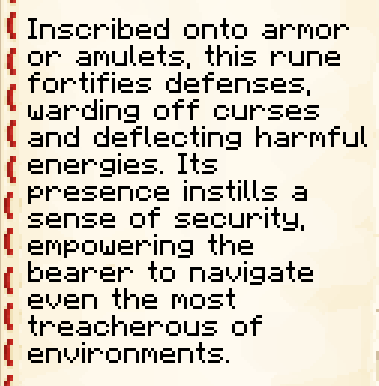 Inscribed onto armor
or amulets, this rune
fortifies defenses,
warding off curses
and deflecting harmful
energies. Its
presence instills a
sense of security,
empowering the
bearer to navigate
even the most
treacherous of
environments.